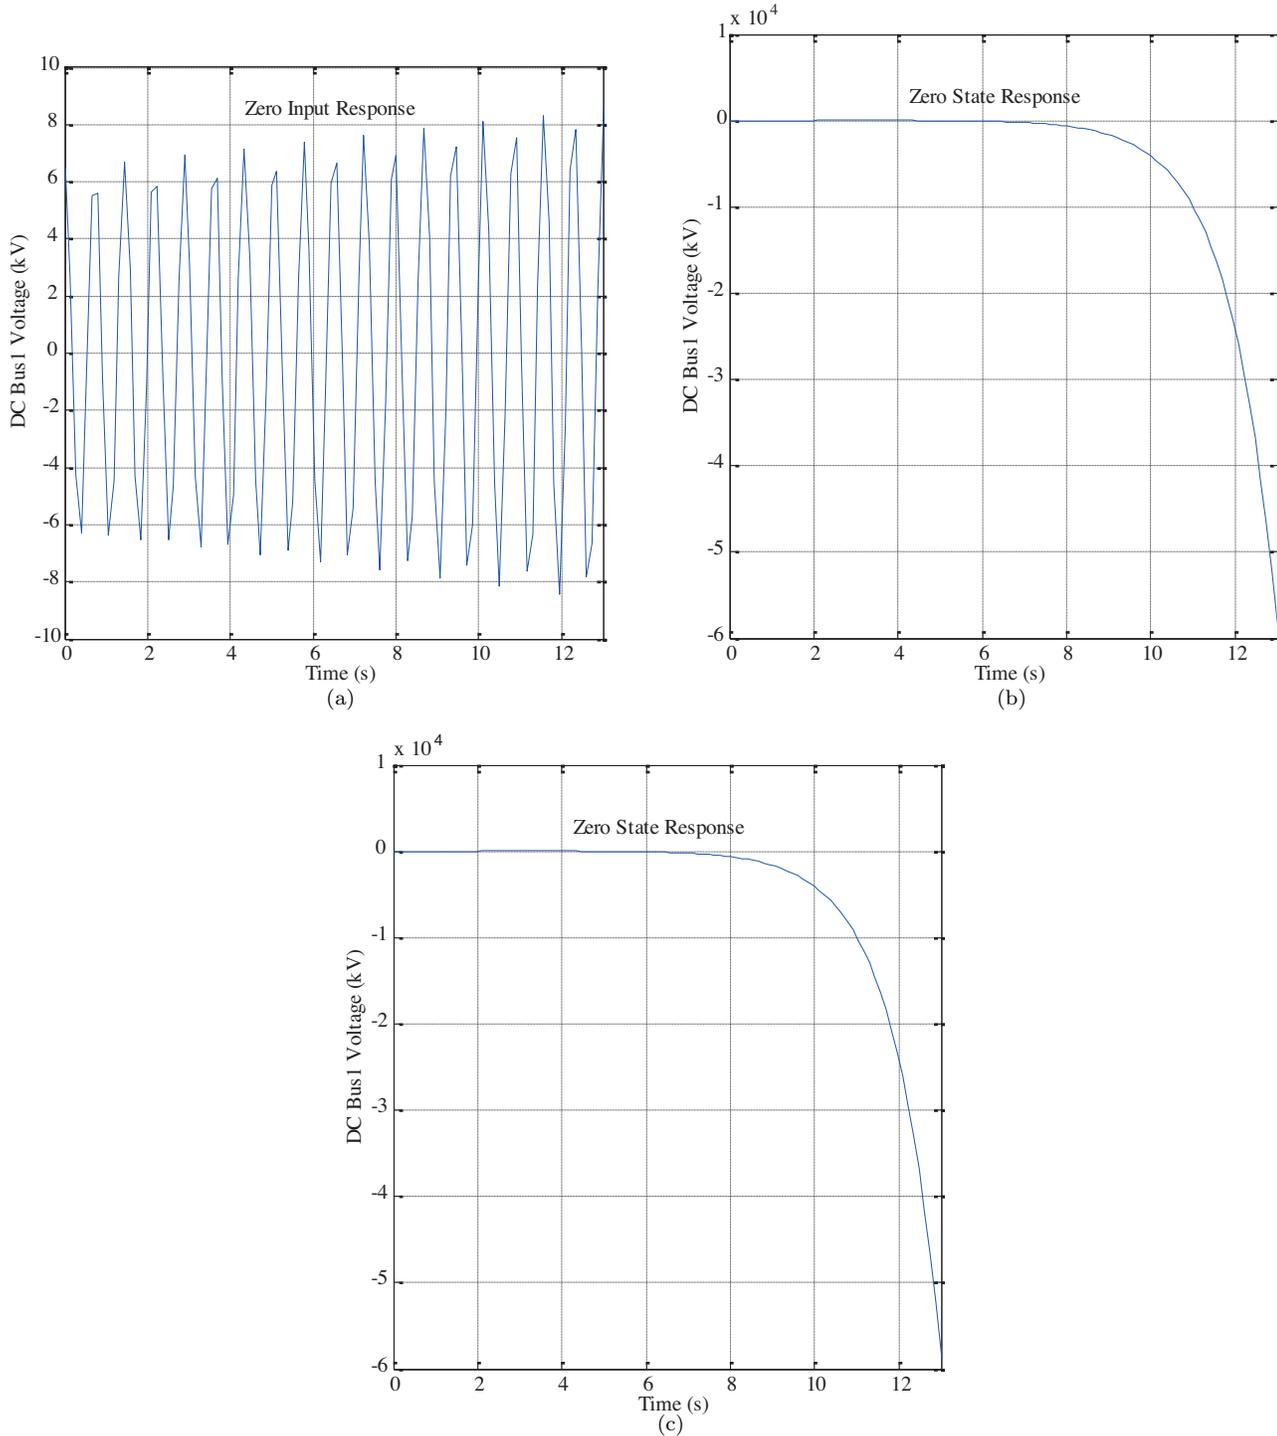 10
8
6
4
2
0
-2
-4
-6
-8
-10
Zero Input Response
DC Bus1 Voltage (kV)
0 2 4 6 8 10 12
Time (s)
(a)
x 10 4
1
0
-1
-2
-3
-4
-5
-6
Zero State Response
DC Bus1 Voltage (kV)
0 2 4 6 8 10 12
Time (s)
(b)
x 10 4
1
0
-1
-2
-3
-4
-5
-6
Zero State Response
DC Bus1 Voltage (kV)
0 2 4 6 8 10 12
Time (s)
(c)